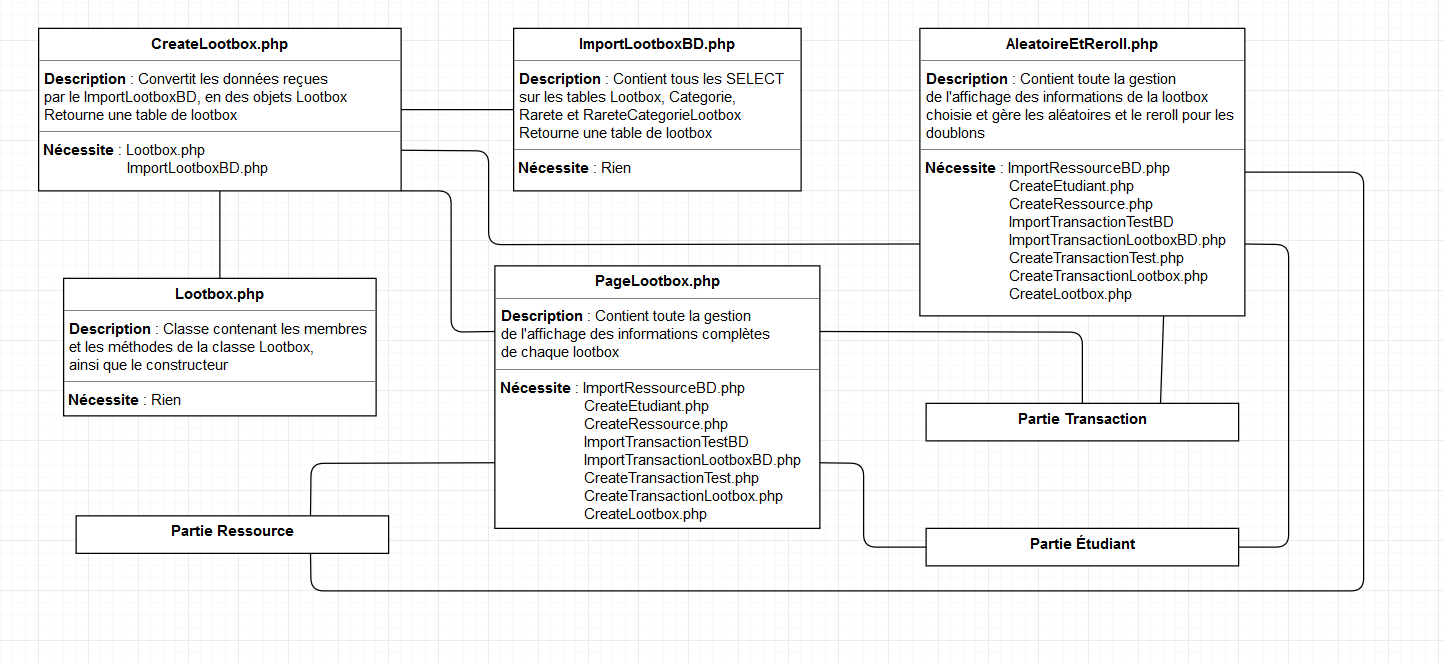 CreateLootbox.php
Description : Convertit les données reçues
par le ImportLootboxBD, en des objets Lootbox
Retourne une table de lootbox
Nécessite : Lootbox.php
ImportLootboxBD.php
ImportLootboxBD.php
Description : Contient tous les SELECT
sur les tables Lootbox, Categorie,
Rarete et RareteCategorieLootbox
Retourne une table de lootbox
Nécessite : Rien
AleatoireEtReroll.php
Description : Contient toute la gestion
de l'affichage des informations de la lootbox
choisie et gère les aléatoires et le reroll pour les
doublons
Nécessite : ImportRessourceBD.php
CreateEtudiant.php
CreateRessource.php
ImportTransactionTestBD
ImportTransactionLootboxBD.php
CreateTransactionTest.php
CreateTransactionLootbox.php
CreateLootbox.php
Lootbox.php
Description : Classe contenant les membres
et les méthodes de la classe Lootbox,
ainsi que le constructeur
Nécessite : Rien
PageLootbox.php
Description : Contient toute la gestion
de l'affichage des informations complètes
de chaque lootbox
Nécessite : ImportRessourceBD.php
CreateEtudiant.php
CreateRessource.php
ImportTransactionTestBD
ImportTransactionLootboxBD.php
CreateTransactionTest.php
CreateTransactionLootbox.php
CreateLootbox.php
Partie Transaction
Partie Ressource
Partie Étudiant